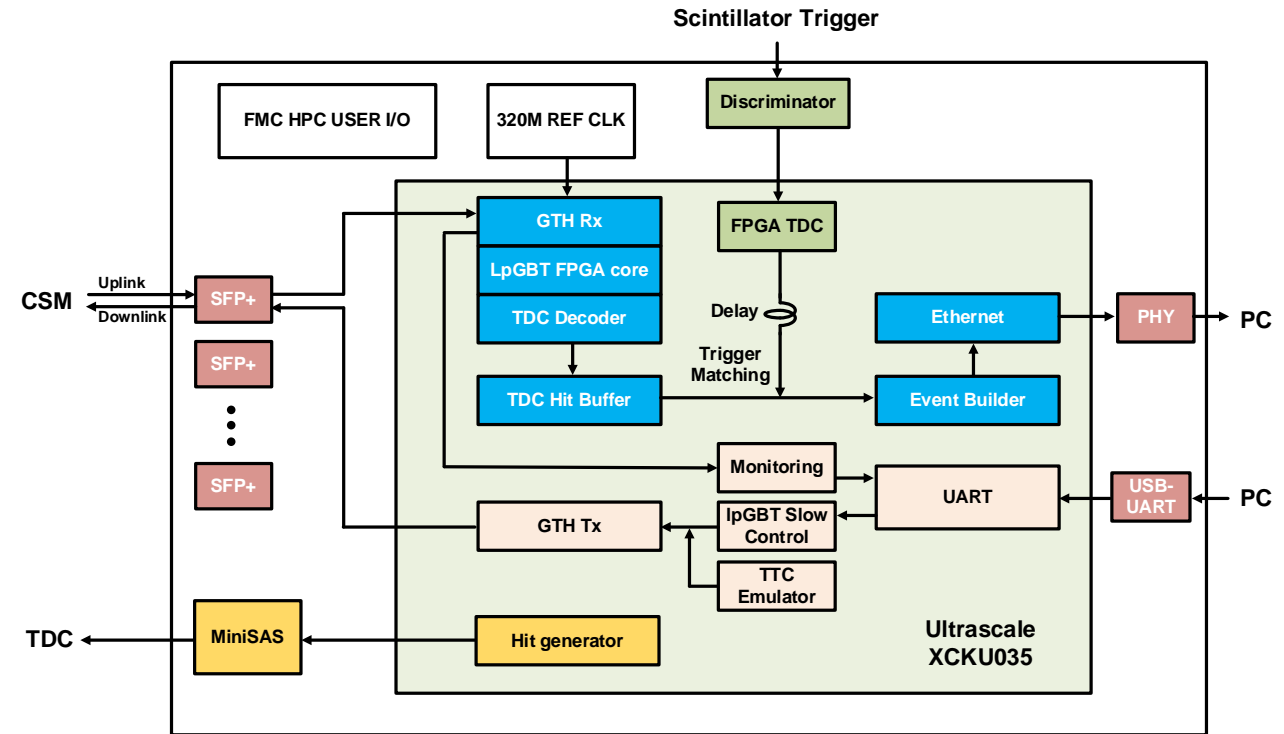 Scintillator Trigger
FMC HPC USER I/O
320M REF CLK
Discriminator
GTH Rx
FPGA TDC
LpGBT FPGA core
Uplink
CSM
SFP+
Downlink
TDC Decoder
Delay
Ethernet
PHY
PC
SFP+
Trigger
Matching
TDC Hit Buffer
Event Builder
SFP+
Monitoring
UART
USB-
UART
PC
GTH Tx
lpGBT Slow
Control
TTC
Emulator
TDC
MiniSAS
Hit generator
Ultrascale
XCKU035